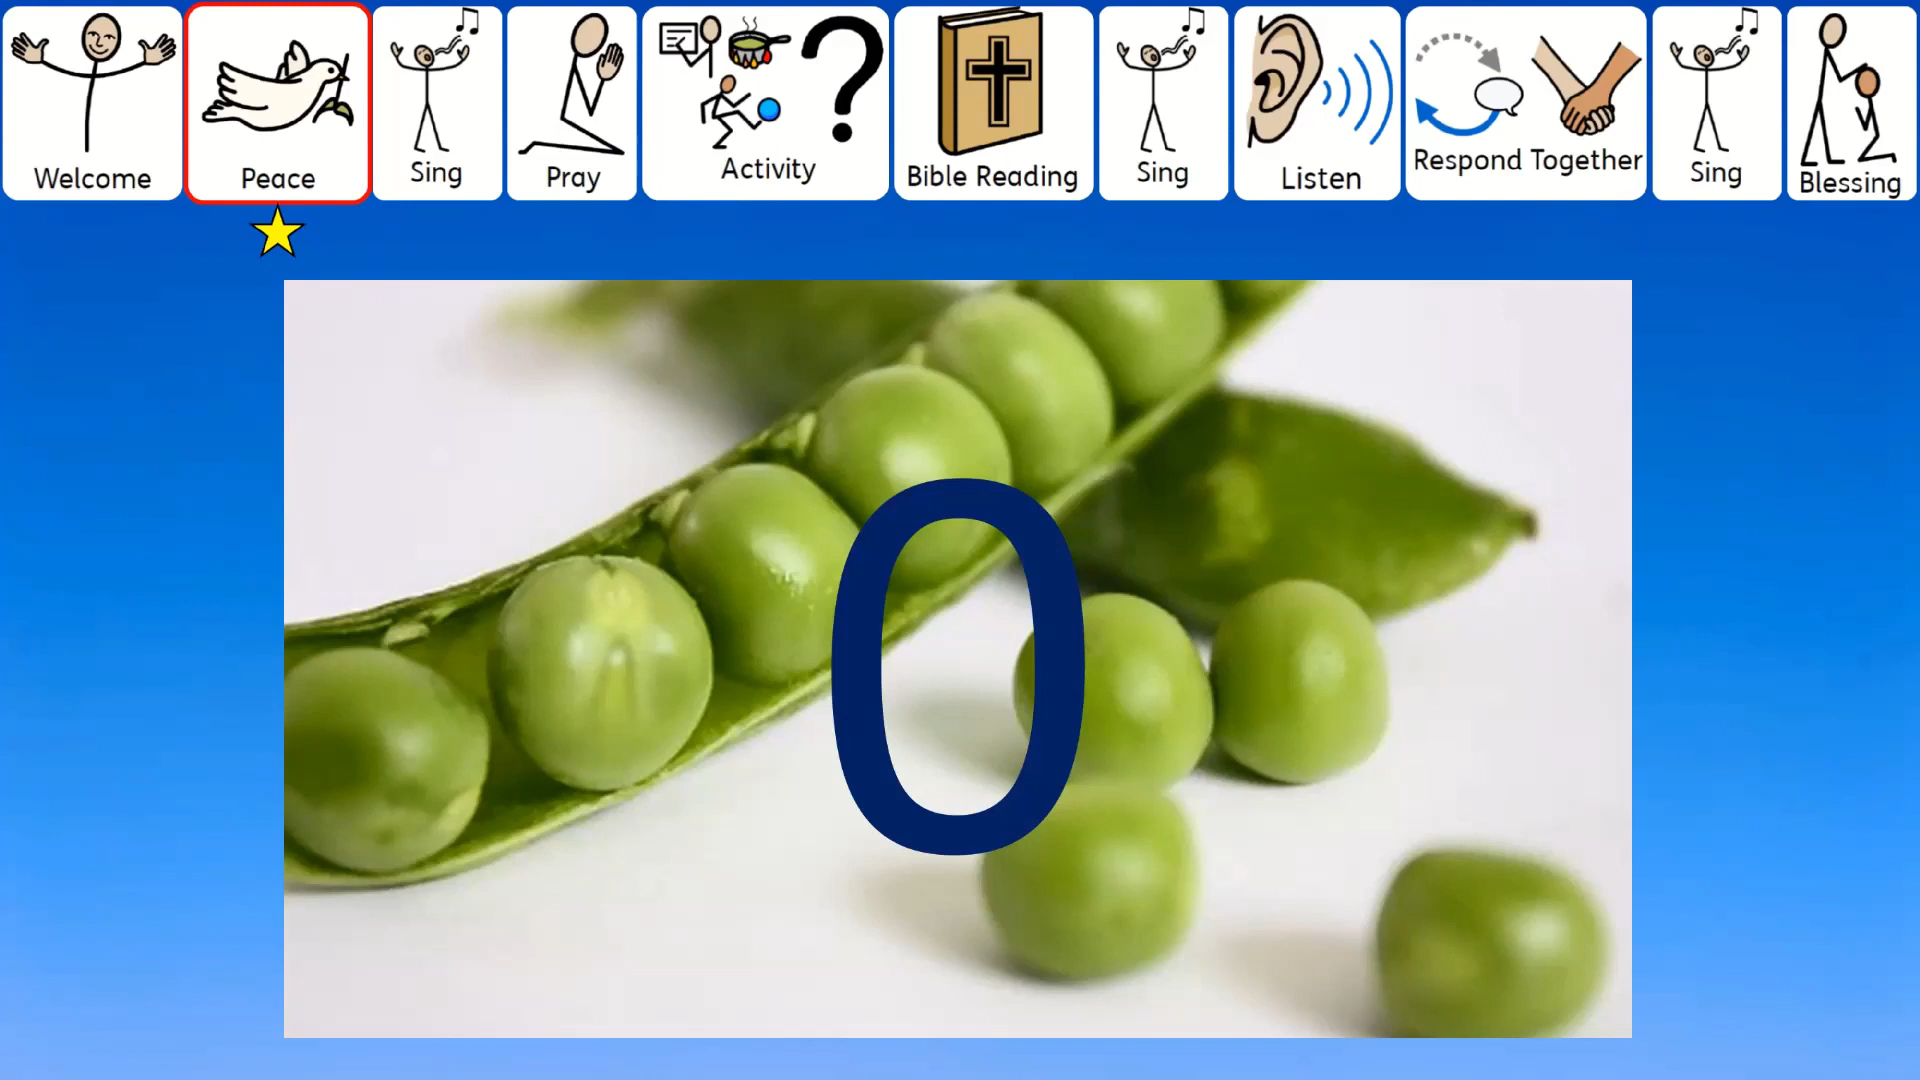 Welcome
Peace
Sing
Pray
Activity
Bible Reading
Sing
Listen
Respond Together
Sing
Blessing
0